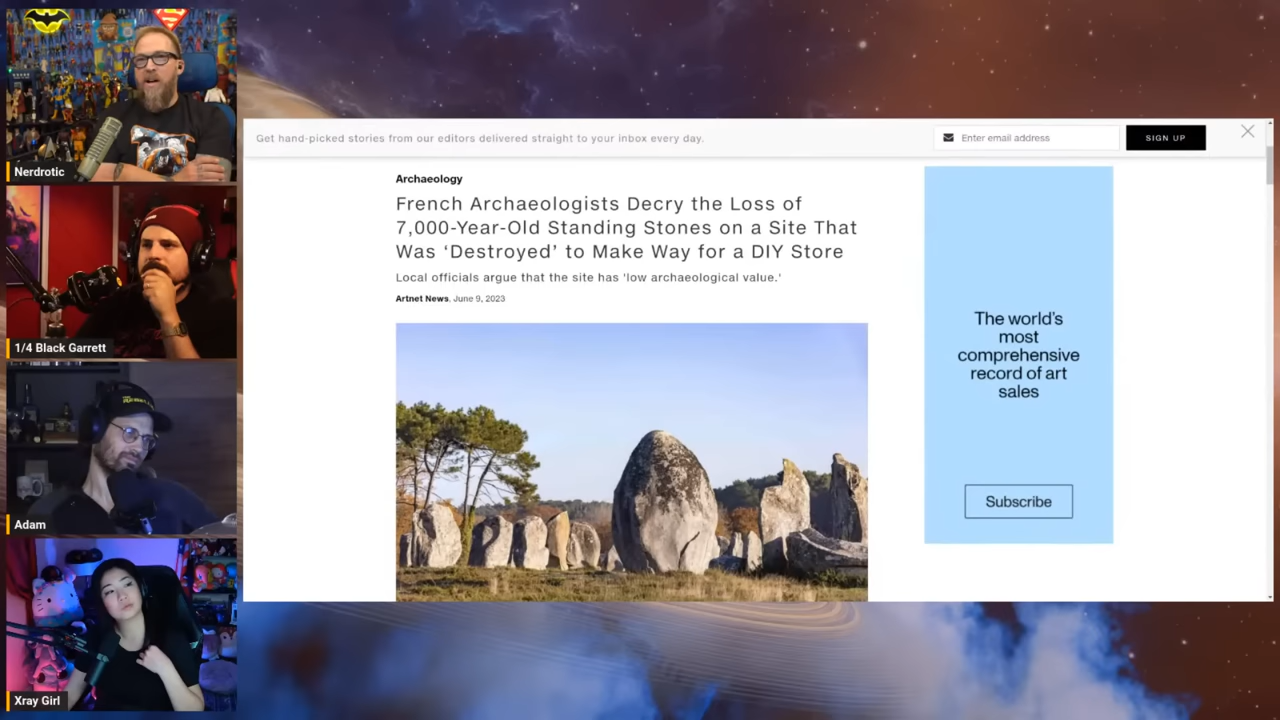 Nerdrotic
1/4 Black Garrett
Adam
Xray Girl
Get hand-picked stories from our editors delivered straight to your inbox every day.
Enter email address
SIGN UP
Archaeology
French Archaeologists Decry the Loss of
7,000-Year-Old Standing Stones on a Site That
Was ‘Destroyed’ to Make Way for a DIY Store
Local officials argue that the site has ‘low archaeological value.’
Artnet News, June 9, 2023
The world's
most
comprehensive
record of art
sales
Subscribe